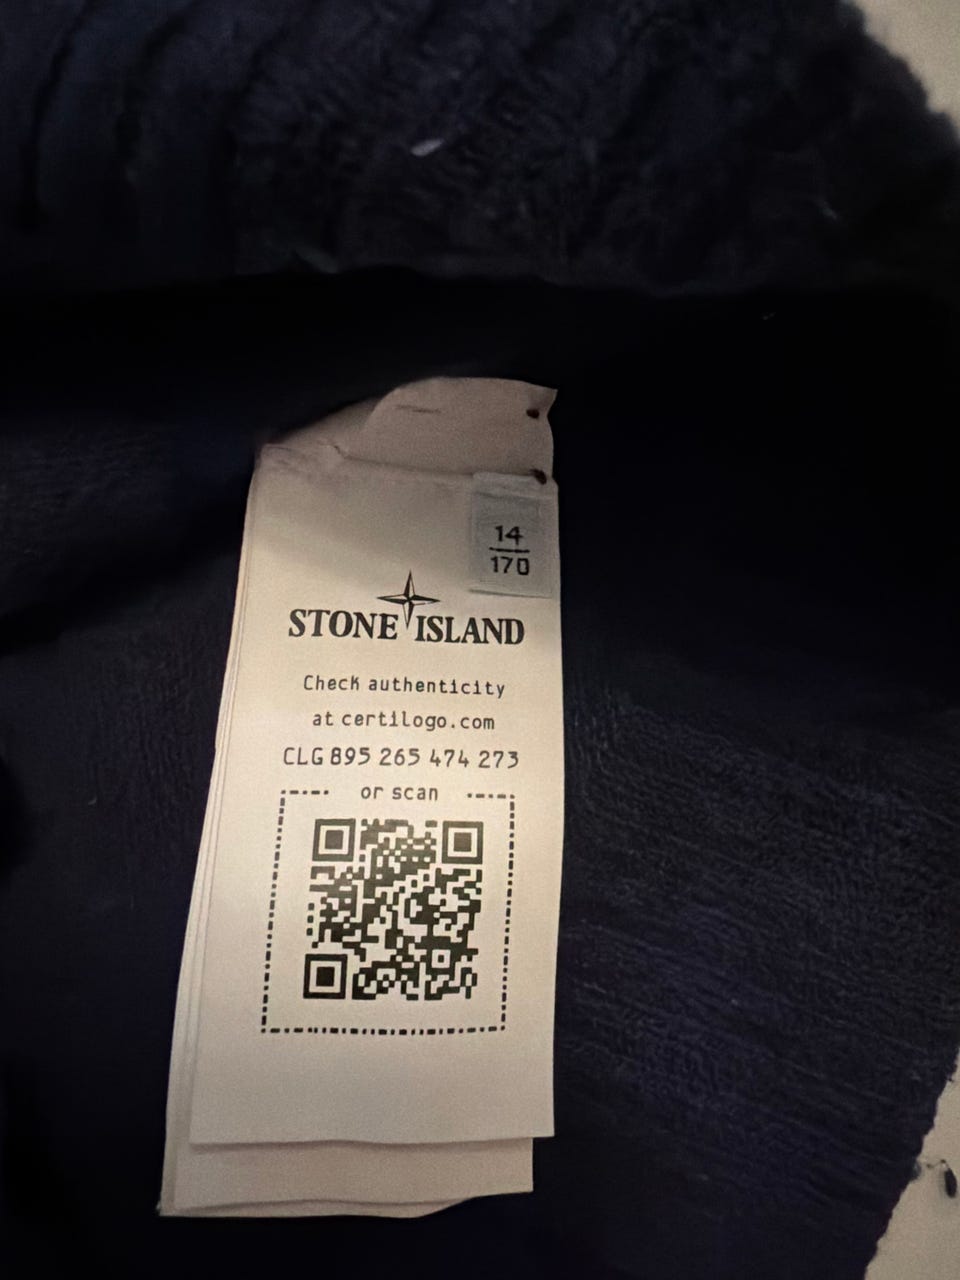 14
170
STONE ISLAND
Check authenticity
at certilogo.com
CLG 895 265 474 273
or scan